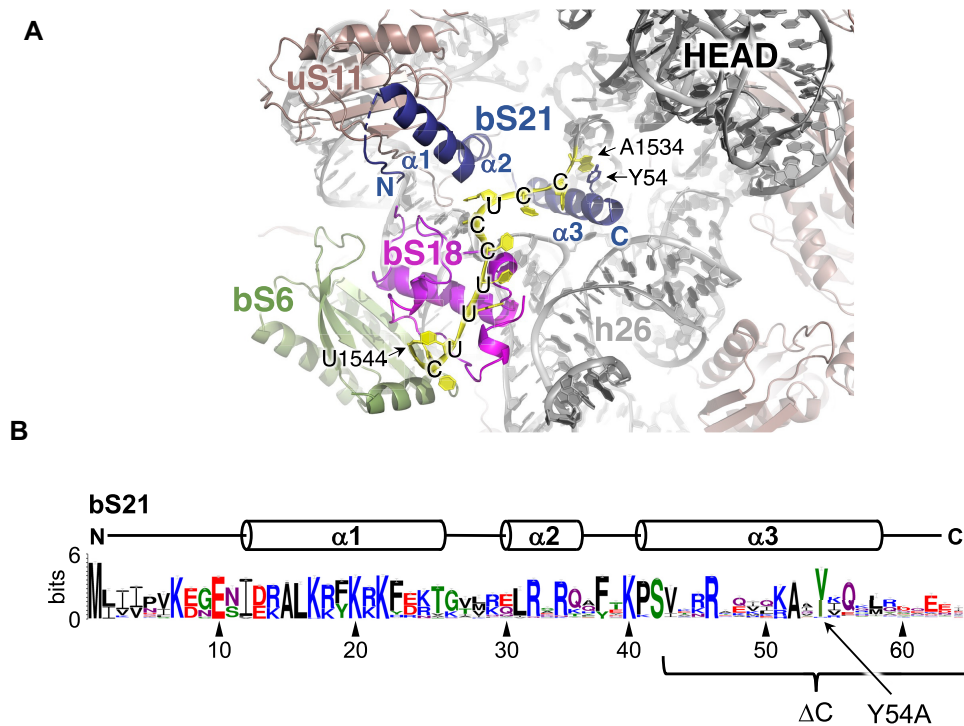 A
uS11
HEAD
bS21
α1
α2
A1534
Y54
N
U C C
α3
C
C
C
bS18
U
bS6
U
h26
U1544
U
C
B
bS21
N
α1
α2
α3
C
6
bits
0
10
20
30
40
50
60
ΔC
Y54A